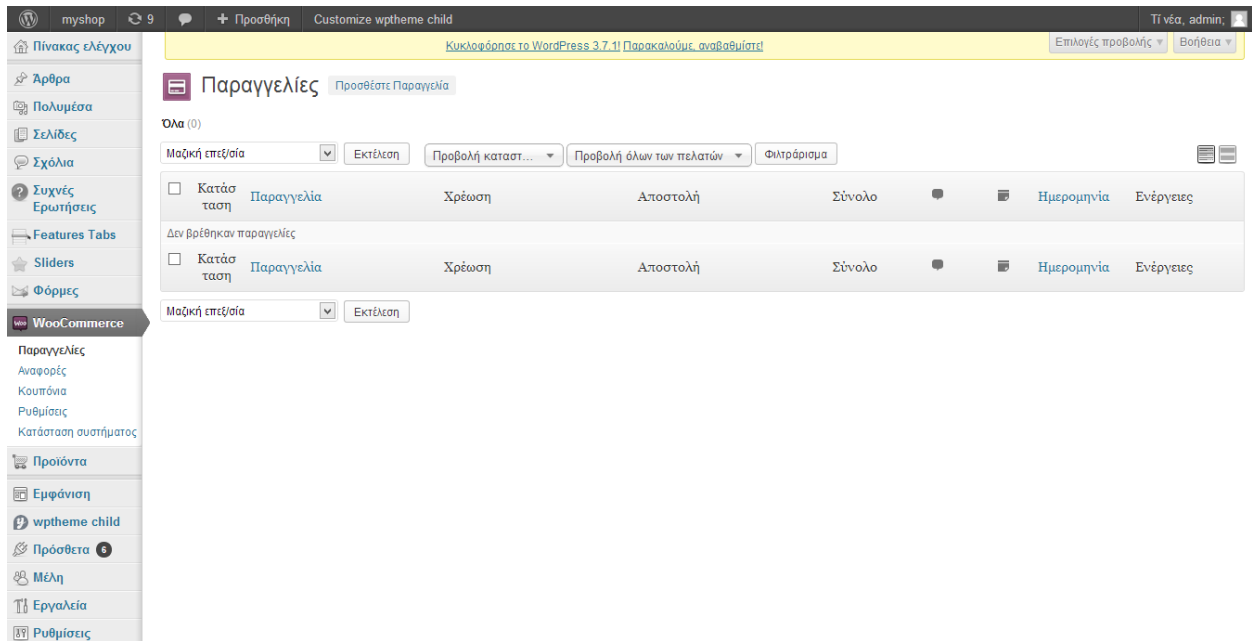 myshop 9 Προσθήκη Customize wptheme child Τί νέα, admin;
Πίνακας ελέγχου
Άρθρα
Πολυμέσα
Σελίδες
Σχόλια
Συχνές
Ερωτήσεις
Features Tabs
Sliders
Φόρμες
WooCommerce
Παραγγελίες
Αναφορές
Κουπόνια
Ρυθμίσεις
Κατάσταση συστήματος
Προϊόντα
Εμφάνιση
wptheme child
Πρόσθετα 6
Μέλη
Εργαλεία
Ρυθμίσεις
Κυκλοφόρησε το WordPress 3.7.1! Παρακαλούμε, αναβαθμίστε!
Επιλογές προβολής Βοήθεια
Παραγγελίες Προσθέστε Παραγγελία
Όλα (0)
Μαζική επεξ/σία Εκτέλεση Προβολή καταστ... Προβολή όλων των πελατών Φιλτράρισμα
Κατάσ
ταση Παραγγελία Χρέωση Αποστολή Σύνολο Ημερομηνία Ενέργειες
Δεν βρέθηκαν παραγγελίες
Κατάσ
ταση Παραγγελία Χρέωση Αποστολή Σύνολο Ημερομηνία Ενέργειες
Μαζική επεξ/σία Εκτέλεση